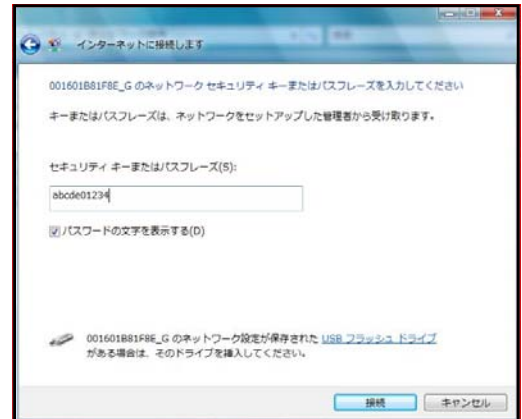 インターネットに接続します
001601B81F8E_G のネットワーク セキュリティ キーまたはパスフレーズを入力してください
キーまたはパスフレーズは、ネットワークをセットアップした管理者から受け取ります。
セキュリティ キーまたはパスフレーズ(S):
abcde01234
パスワードの文字を表示する(D)
001601B81F8E_G のネットワーク設定が保存された USB フラッシュ ドライブ
がある場合は、そのドライブを挿入してください。
接続
キャンセル